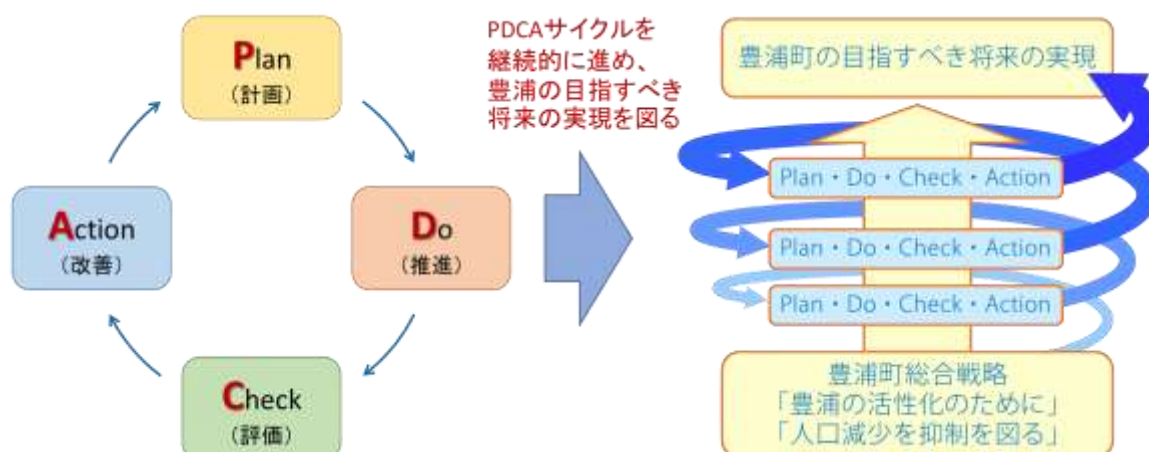 Plan
(計画)
Do
(推進)
Check
(評価)
Action
(改善)
PDCAサイクルを
継続的に進め、
豊浦の目指すべき
将来の実現を図る
豊浦町の目指すべき将来の実現
Plan・Do・Check・Action
Plan・Do・Check・Action
Plan・Do・Check・Action
豊浦町総合戦略
「豊浦の活性化のために」
「人口減少を抑制を図る」